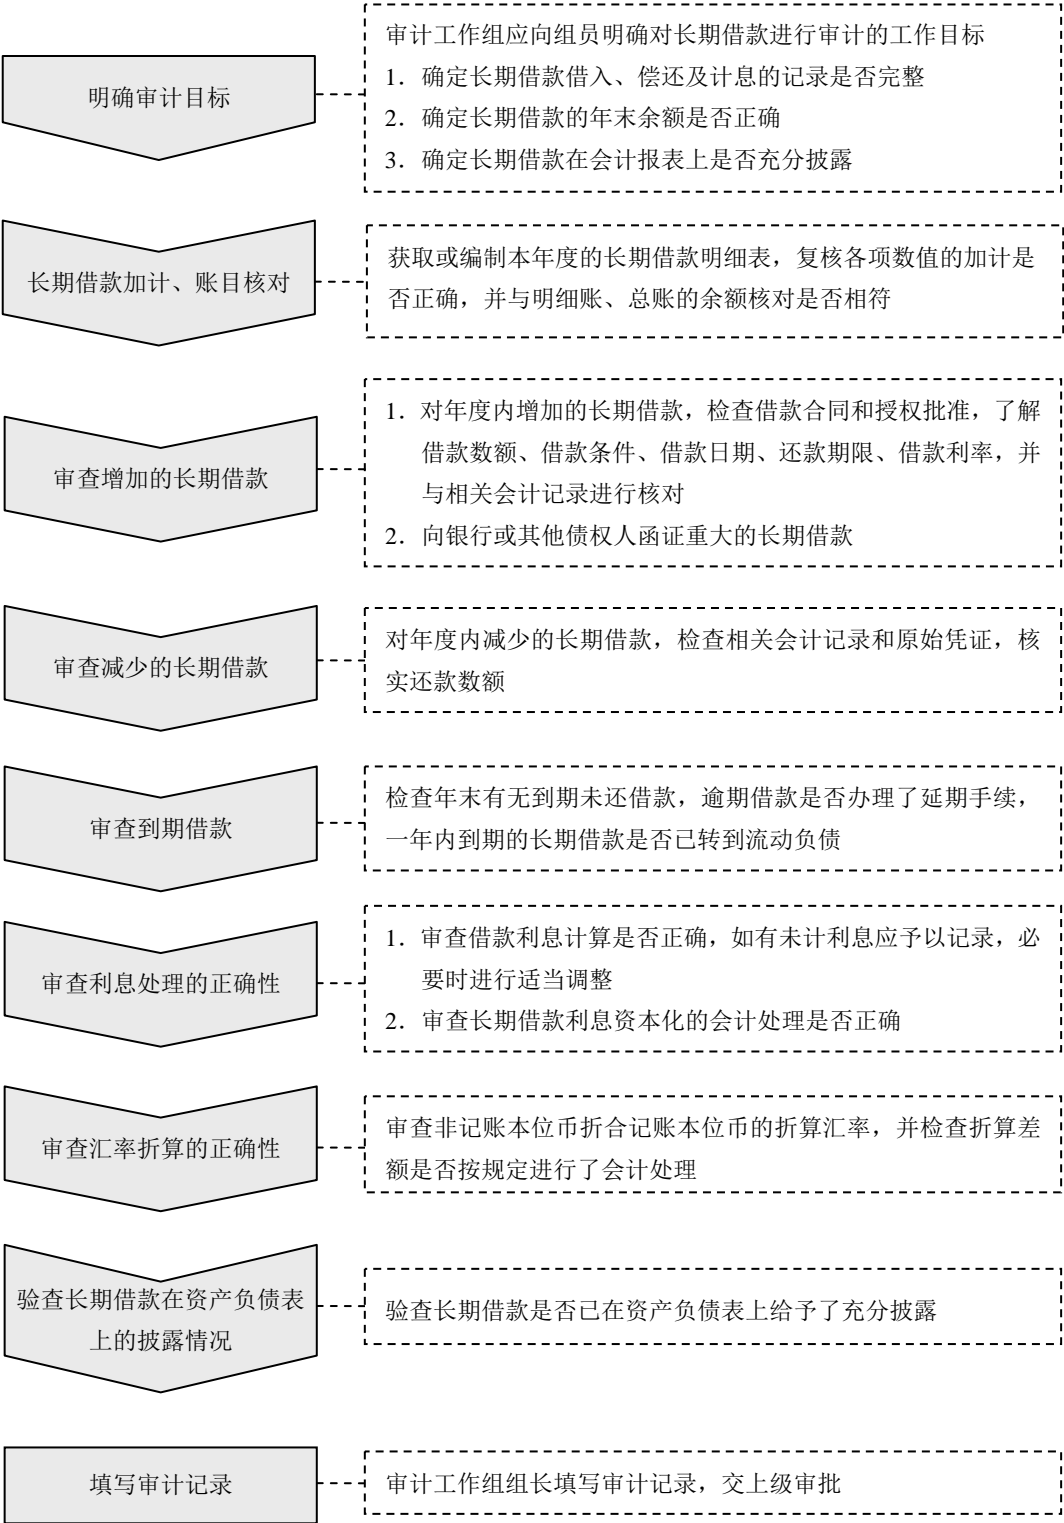 审计工作组应向组员明确对长期借款进行审计的工作目标
明确审计目标
1．确定长期借款借入、偿还及计息的记录是否完整
2．确定长期借款的年末余额是否正确
3．确定长期借款在会计报表上是否充分披露
长期借款加计、账目核对
获取或编制本年度的长期借款明细表，复核各项数值的加计是
否正确，并与明细账、总账的余额核对是否相符
审查增加的长期借款
1．对年度内增加的长期借款，检查借款合同和授权批准，了解
借款数额、借款条件、借款日期、还款期限、借款利率，并
与相关会计记录进行核对
2．向银行或其他债权人函证重大的长期借款
审查减少的长期借款
对年度内减少的长期借款，检查相关会计记录和原始凭证，核
实还款数额
审查到期借款
检查年末有无到期未还借款，逾期借款是否办理了延期手续，
一年内到期的长期借款是否已转到流动负债
审查利息处理的正确性
1．审查借款利息计算是否正确，如有未计利息应予以记录，必
要时进行适当调整
2．审查长期借款利息资本化的会计处理是否正确
审查汇率折算的正确性
审查非记账本位币折合记账本位币的折算汇率，并检查折算差
额是否按规定进行了会计处理
验查长期借款在资产负债表
上的披露情况
验查长期借款是否已在资产负债表上给予了充分披露
填写审计记录
审计工作组组长填写审计记录，交上级审批